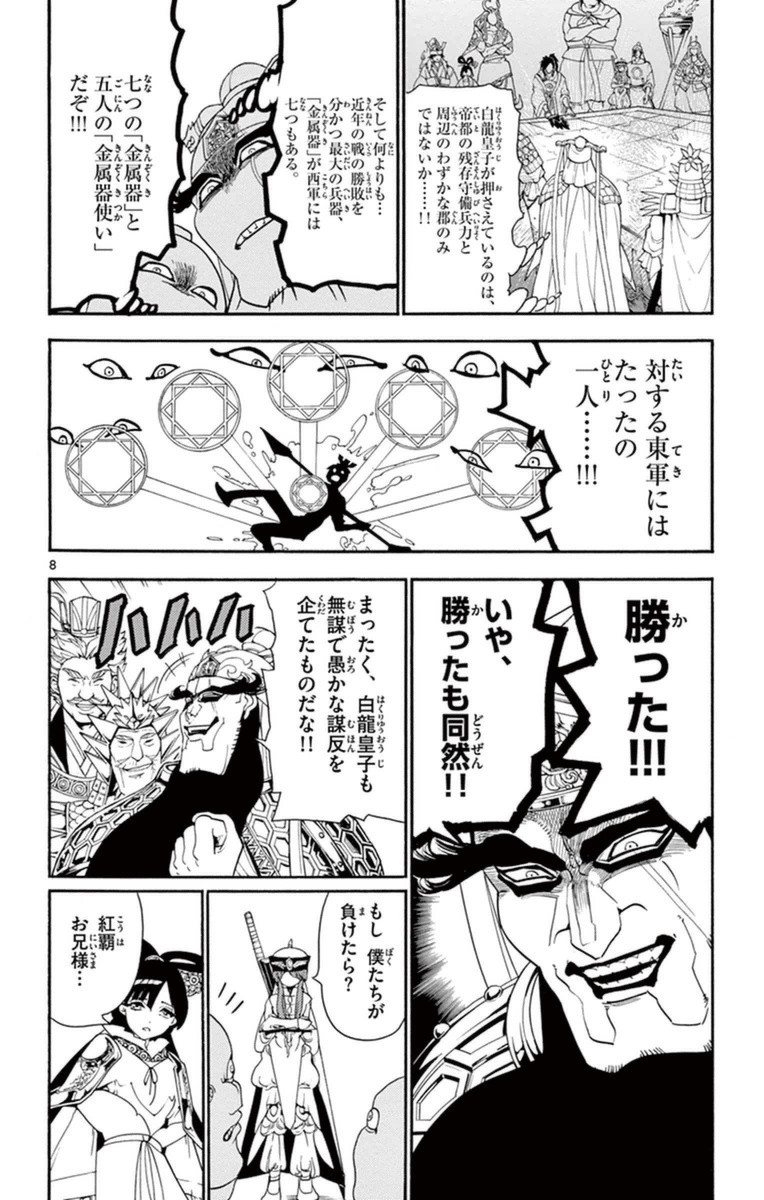 白龍皇子が押さえているのは、
帝都の残存守備兵力と
周辺のわずかな郡のみ
ではないか……!!
そして何よりも…
近年の戦の勝敗を
分かつ最大の兵器、
「金属器」が西軍には
七つもある。
七つの「金属器」と
五人の「金属器使い」
だぞ!!!
対する東軍には
たったの
一人……!!!
8
勝った!!!
いや、
勝ったも同然!!
まったく、白龍皇子も
無謀で愚かな謀反を
企てたものだな!!
ハハハハ
もし僕たちが
負けたら?
紅覇
お兄様…